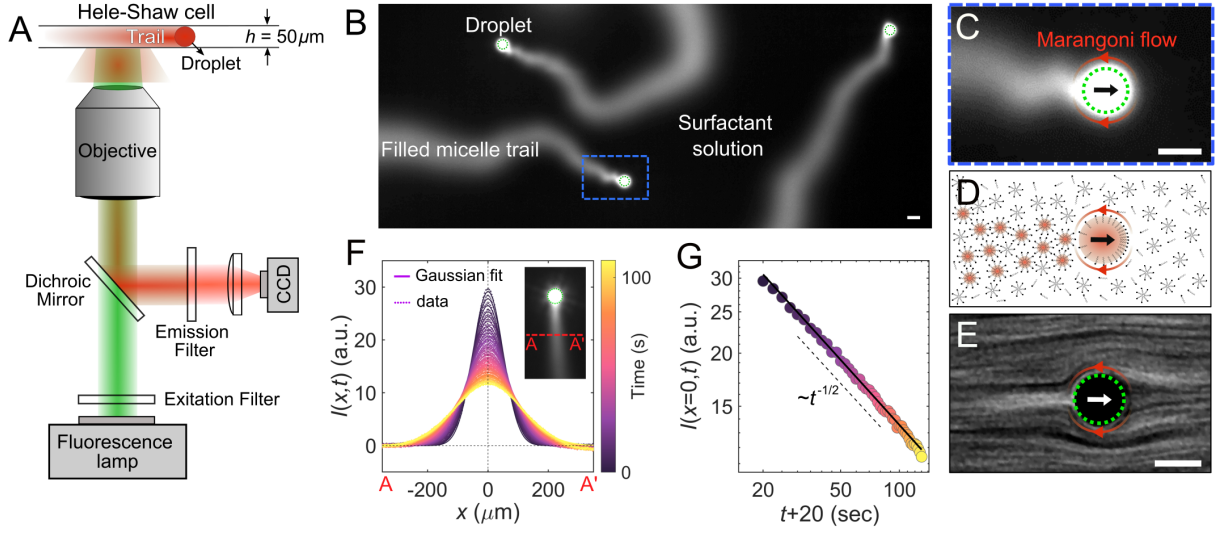 A
Hele-Shaw cell
Trail
h = 50μm
Droplet
Objective
Dichroic
Mirror
CCD
Emission
Filter
Exitation Filter
Fluorescence
lamp
B
Droplet
Filled micelle trail
Surfactant
solution
C
Marangoni flow
D
E
F
Gaussian fit
data
A
A'
I(x,t) (a.u.)
30
20
10
0
-200
0
200
A
A'
x (μm)
100
Time (s)
0
G
I(x=0,t) (a.u.)
30
20
15
~t^-1/2
20
50
100
t+20 (sec)